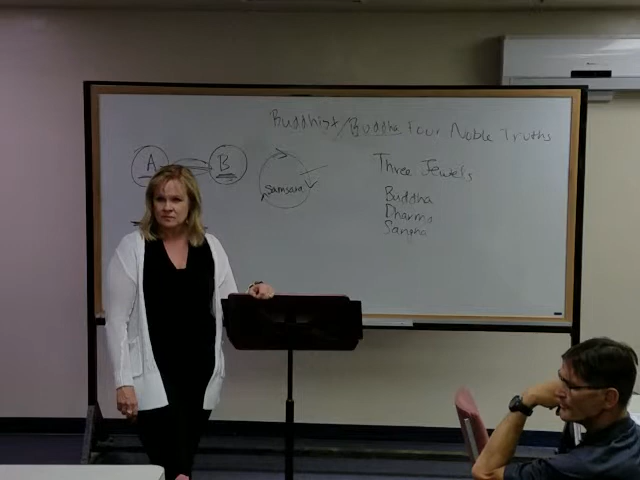 Buddhist/Buddha Four Noble Truths
A B
Samsara
Three Jewels
Buddha
Dharma
Sangha